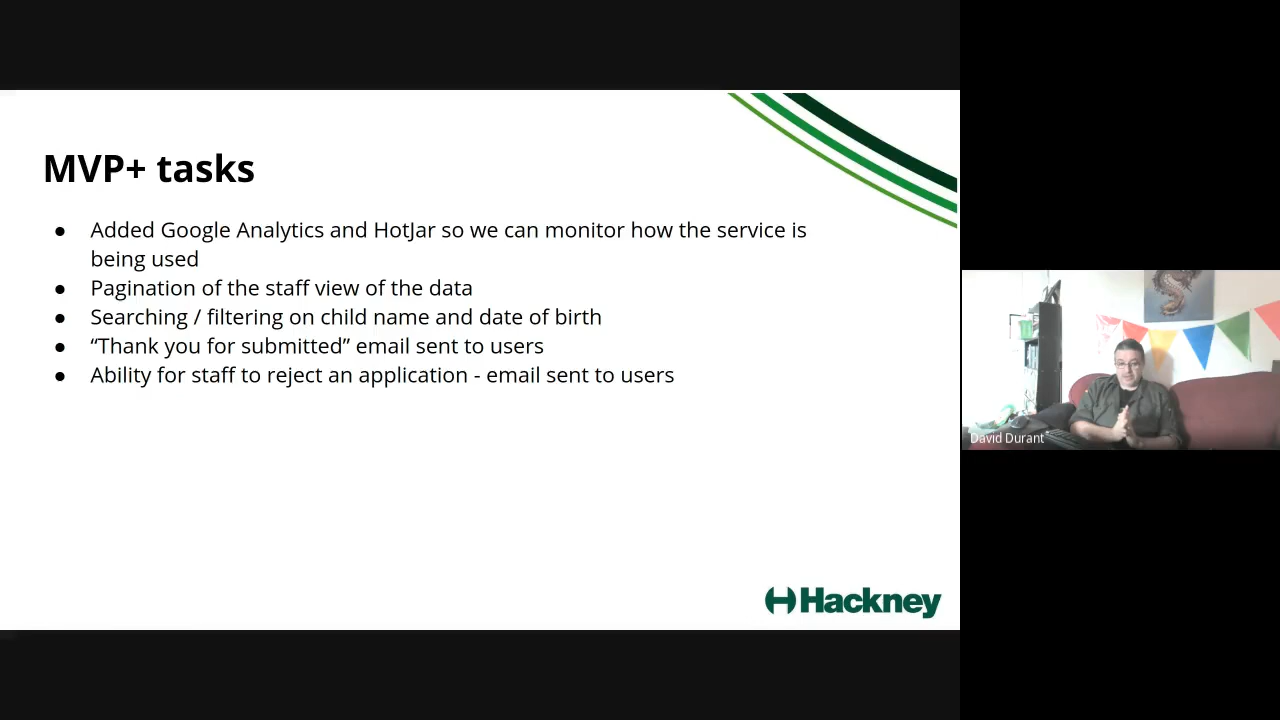 MVP+ tasks
● Added Google Analytics and HotJar so we can monitor how the service is
being used
● Pagination of the staff view of the data
● Searching / filtering on child name and date of birth
● “Thank you for submitted” email sent to users
● Ability for staff to reject an application - email sent to users
Hackney
David Durant